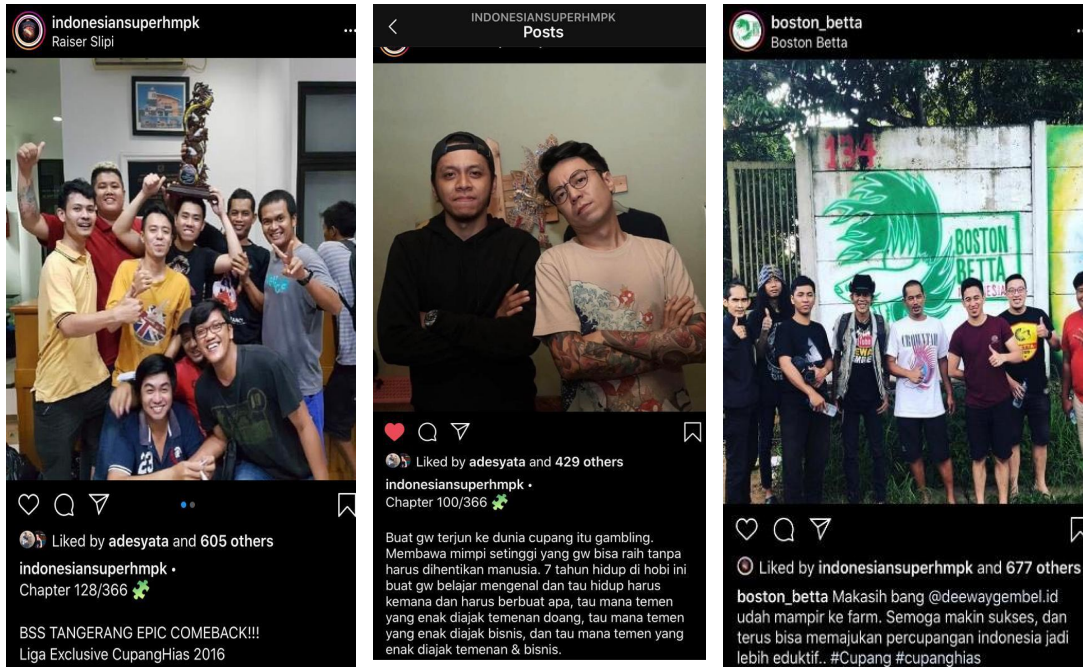 indonesiansuperhmpk
Raiser Slipi
Liked by adesyata and 605 others
indonesiansuperhmpk •
Chapter 128/366
BSS TANGERANG EPIC COMEBACK!!!
Liga Exclusive CupangHias 2016
INDONESIANSUPERHMPK
Posts
Liked by adesyata and 429 others
indonesiansuperhmpk •
Chapter 100/366
Buat gw terjun ke dunia cupang itu gambling.
Membawa mimpi setinggi yang gw bisa raih tanpa
harus dihentikan manusia. 7 tahun hidup di hobi ini
buat gw belajar mengenal dan tau hidup harus
kemana dan harus berbuat apa, tau mana temen
yang enak diajak temenan doang, tau mana temen
yang enak diajak bisnis, dan tau mana temen yang
enak diajak temenan & bisnis.
boston_betta
Boston Betta
134
BOSTON
BETTA
CROWNTAIL
23
Liked by indonesiansuperhmpk and 677 others
boston_betta Makasih bang @deewaygembel.id
udah mampir ke farm. Semoga makin sukses, dan
terus bisa memajukan percupangan indonesia jadi
lebih edukatif.. #Cupang #cupanghias